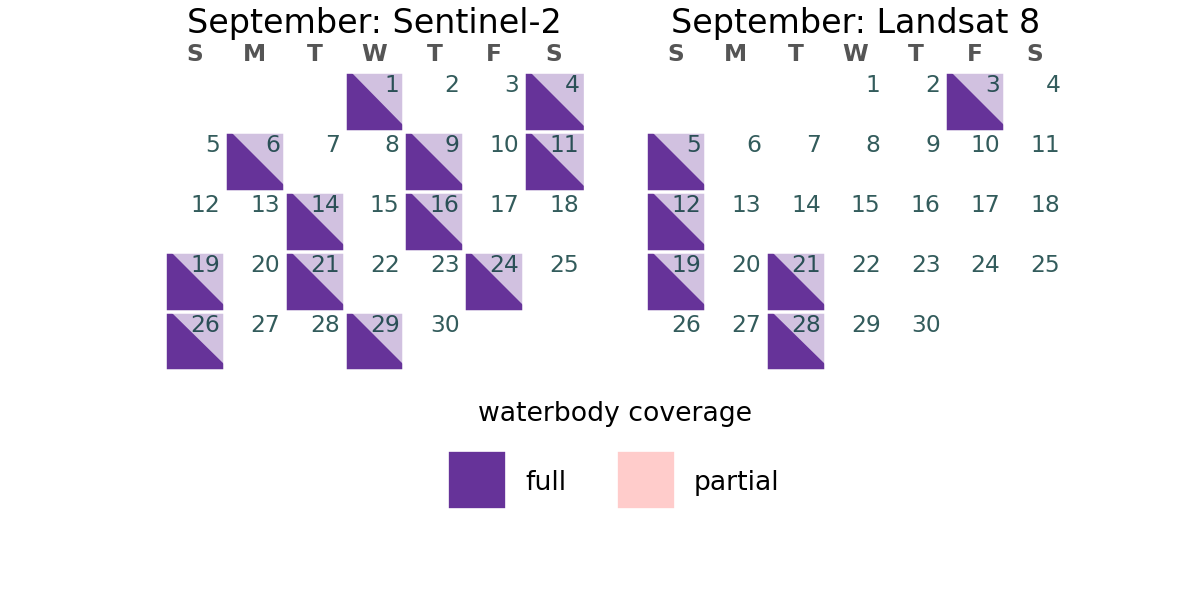 September: Sentinel-2
S M T W T F S
1 2 3 4
5 6 7 8 9 10 11
12 13 14 15 16 17 18
19 20 21 22 23 24 25
26 27 28 29 30
September: Landsat 8
S M T W T F S
1 2 3 4
5 6 7 8 9 10 11
12 13 14 15 16 17 18
19 20 21 22 23 24 25
26 27 28 29 30
waterbody coverage
full partial